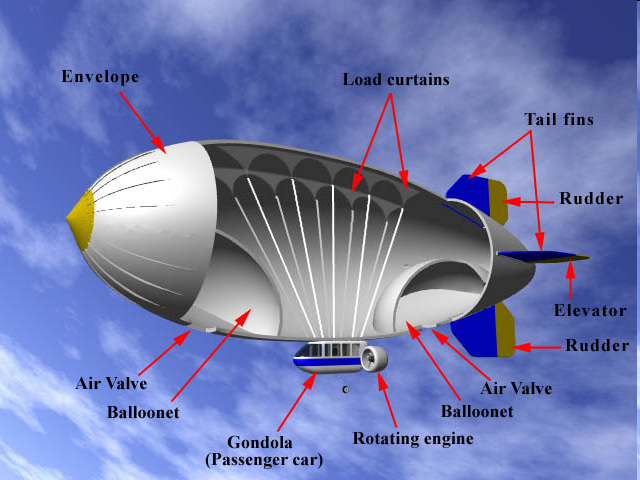 Envelope
Load curtains
Tail fins
Rudder
Elevator
Rudder
Air Valve
Balloonet
Air Valve
Balloonet
Gondola
(Passenger car)
Rotating engine